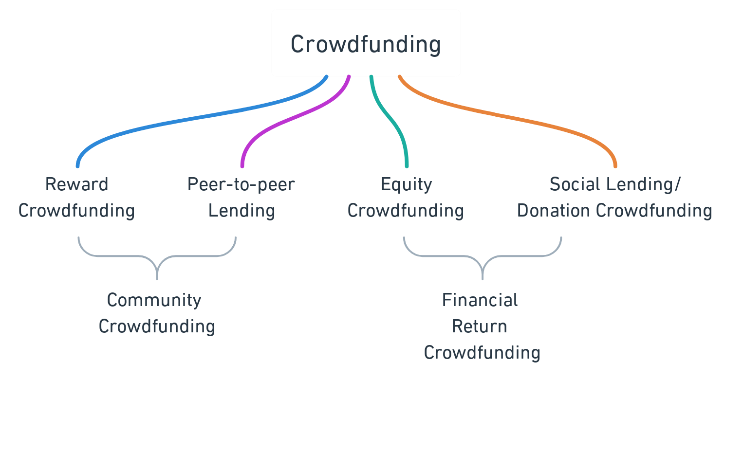 Crowdfunding
Reward
Crowdfunding
Peer-to-peer
Lending
Equity
Crowdfunding
Social Lending/
Donation Crowdfunding
Community
Crowdfunding
Financial
Return
Crowdfunding